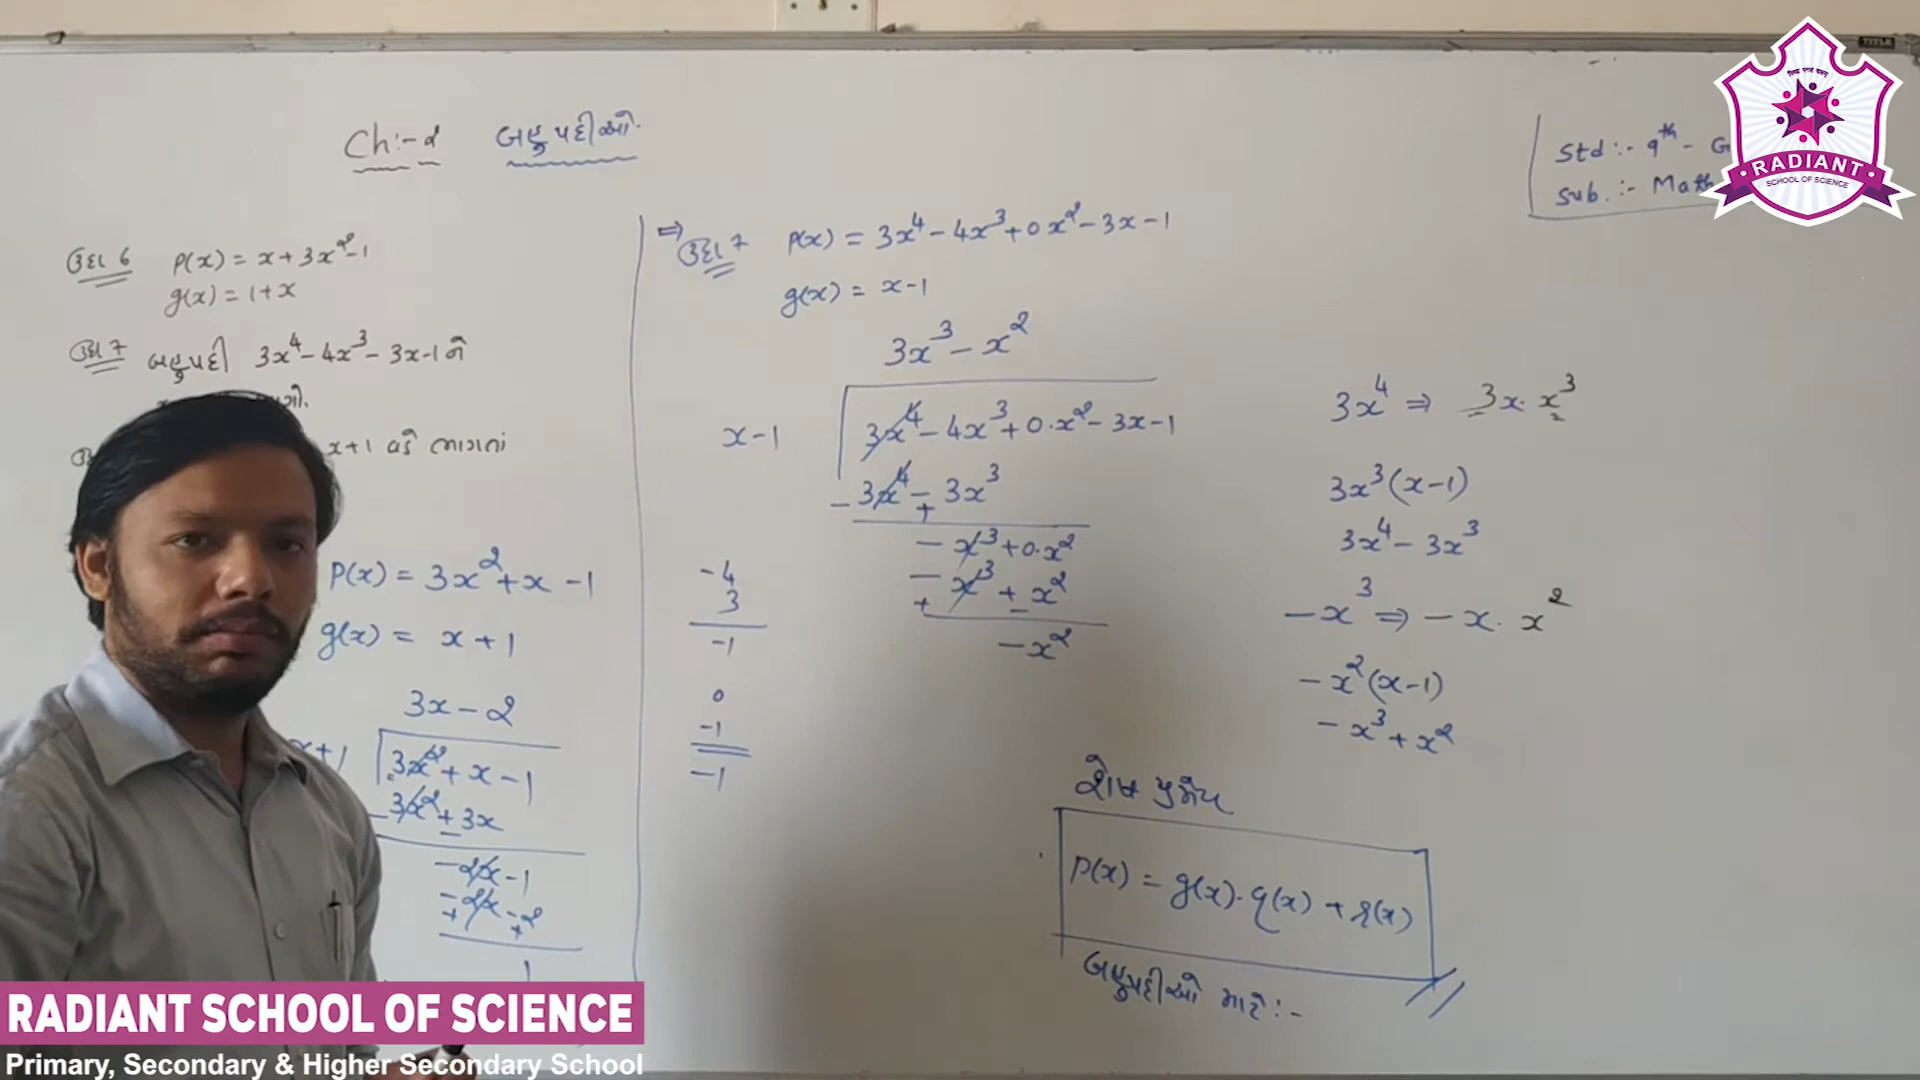 Ch:- ૨ બહુપદીઓ.
Std :- 9th - G
Sub. :- Math
ઉદા 6 P(x) = x + 3x² - 1
g(x) = 1 + x
ઉદા 7 બહુપદી 3x⁴ - 4x³ - 3x - 1 ને
ગો.
x + 1 વડે ભાગતાં
P(x) = 3x² + x - 1
g(x) = x + 1
3x - 2
x + 1 3x² + x - 1
- 3x² + 3x
-
- 2x - 1
- 2x - 2
+ +
1
⇒ ઉદા 7 P(x) = 3x⁴ - 4x³ + 0x² - 3x - 1
g(x) = x - 1
3x³ - x²
x - 1 3x⁴ - 4x³ + 0·x² - 3x - 1
- 3x⁴ - 3x³
+
- x³ + 0·x²
- x³ + x²
+ -
- x²
- 4
3
- 1
0
- 1
- 1
3x⁴ ⇒ 3x · x³
3x³(x - 1)
3x⁴ - 3x³
- x³ ⇒ - x · x²
- x²(x - 1)
- x³ + x²
શેષ પ્રમેય
P(x) = g(x) · q(x) + r(x)
બહુપદીઓ માટે :-
RADIANT
SCHOOL OF SCIENCE
RADIANT SCHOOL OF SCIENCE
Primary, Secondary & Higher Secondary School